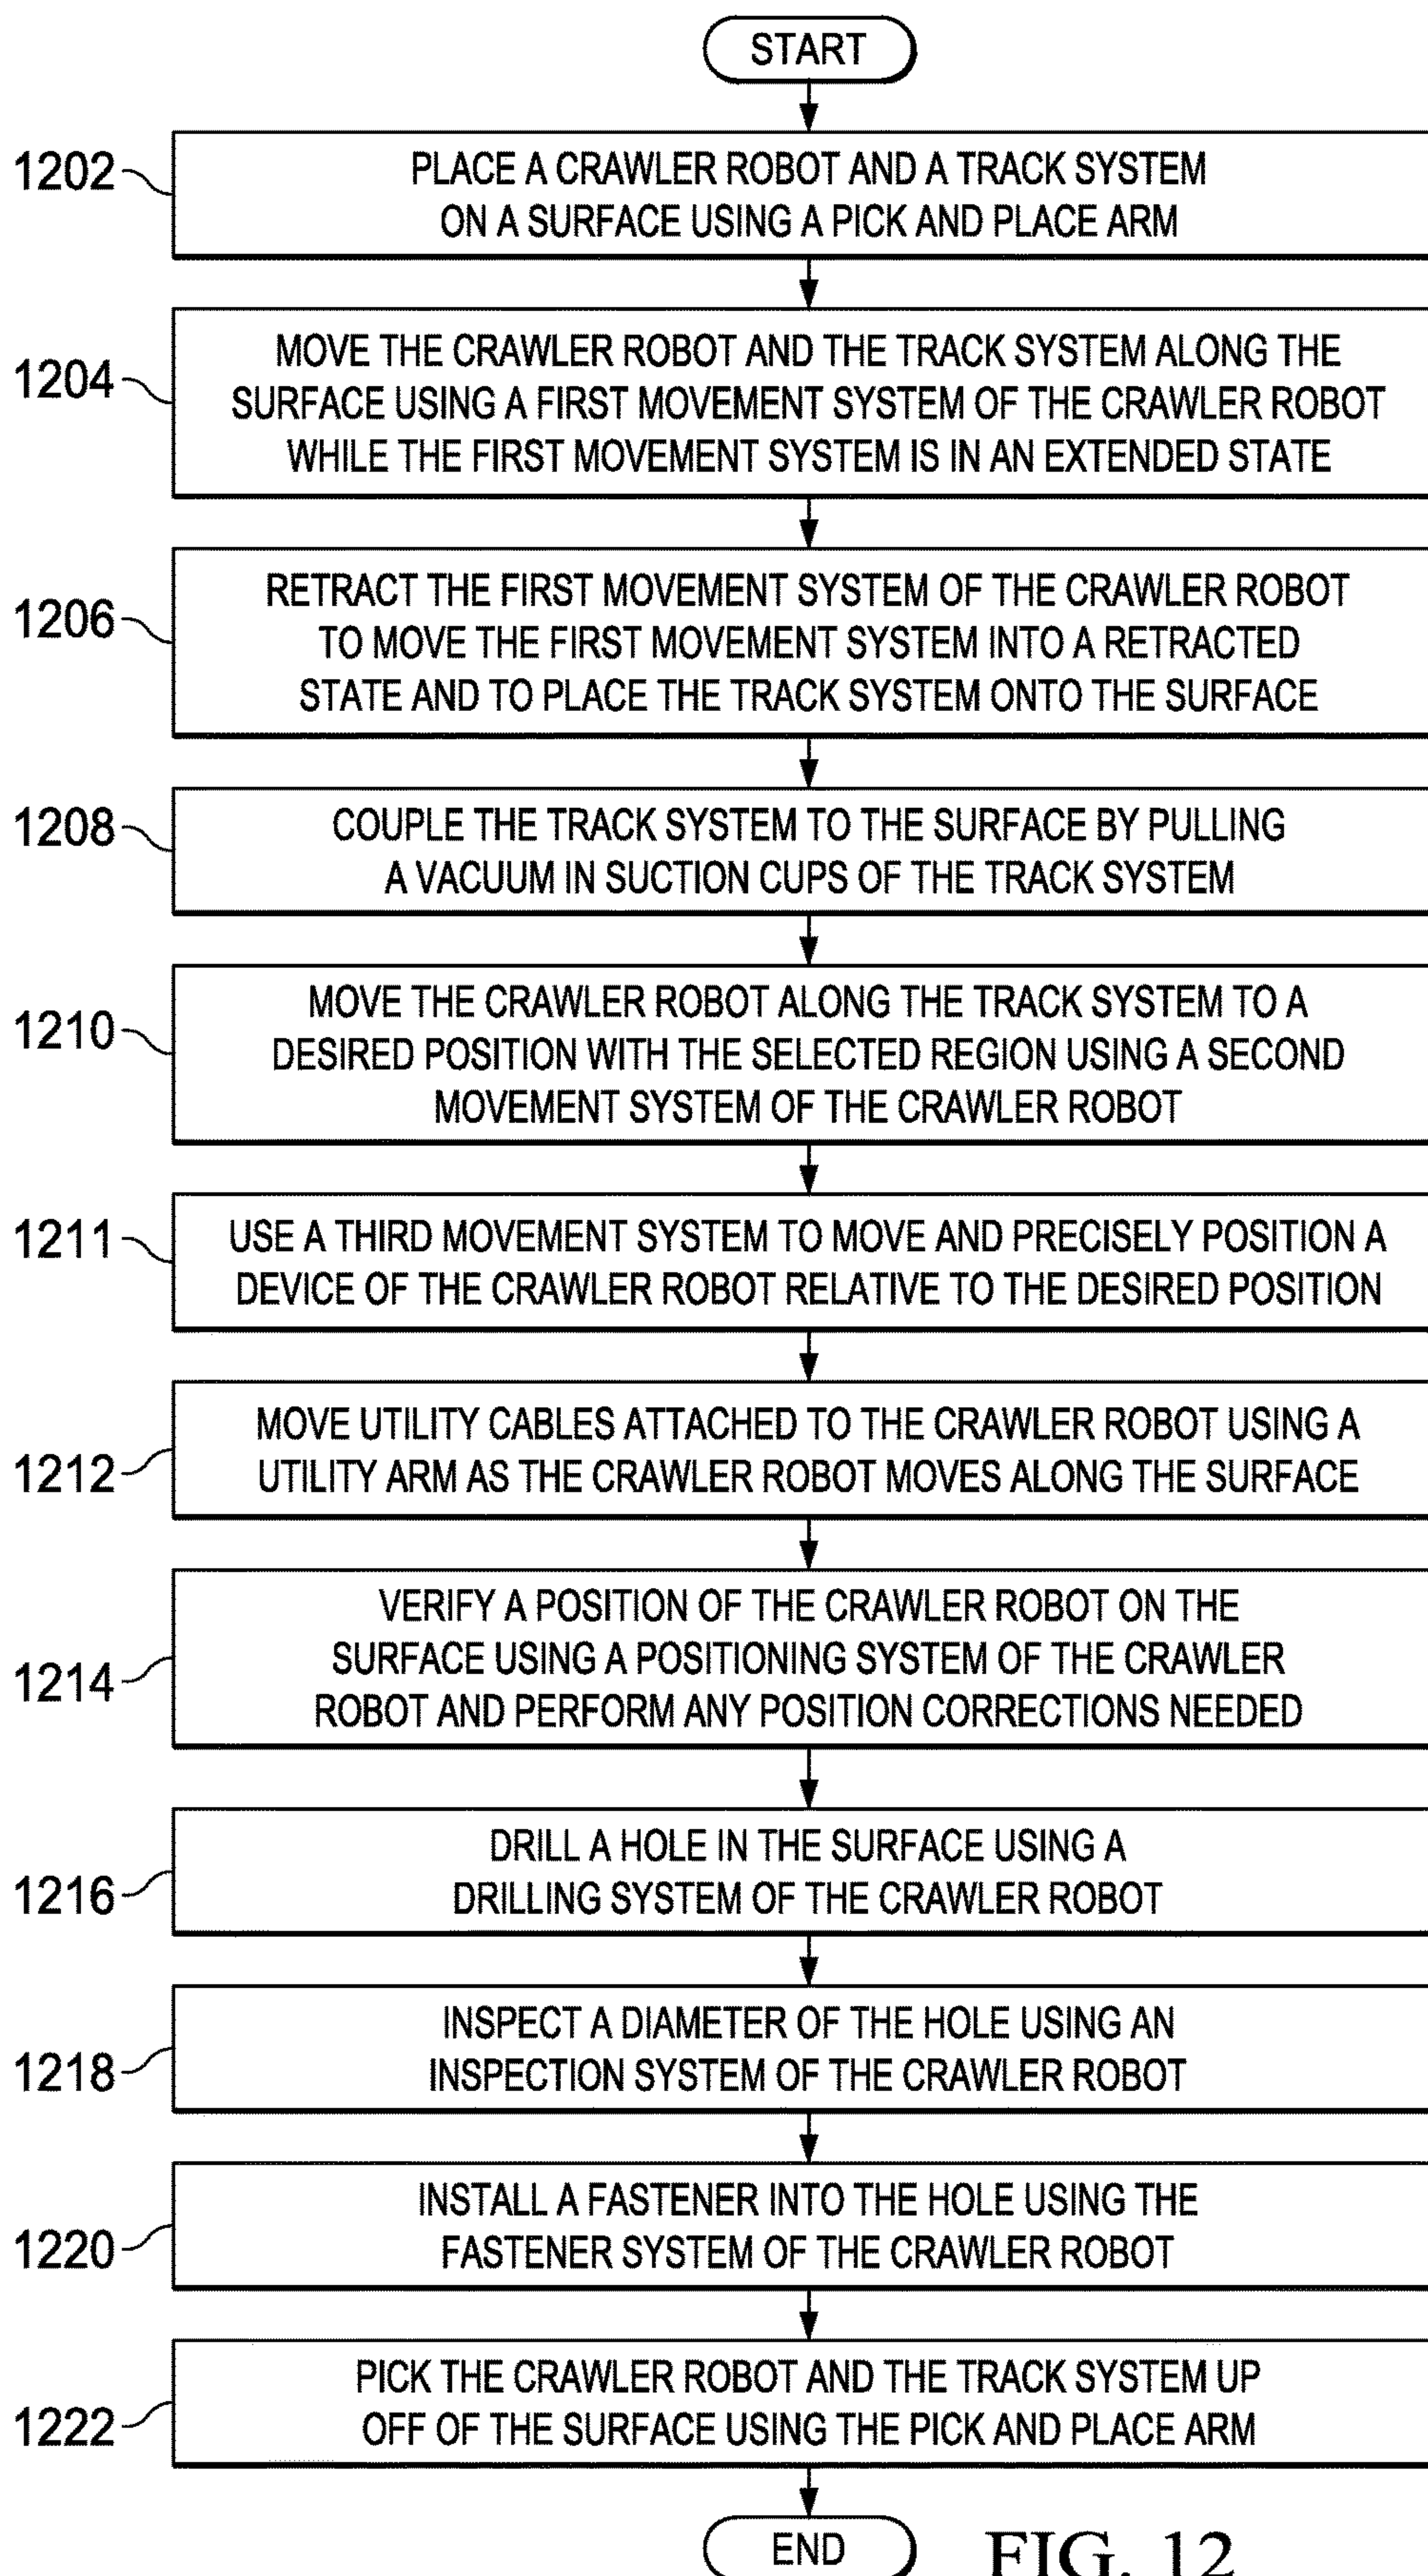 START
1202
PLACE A CRAWLER ROBOT AND A TRACK SYSTEM
ON A SURFACE USING A PICK AND PLACE ARM
1204
MOVE THE CRAWLER ROBOT AND THE TRACK SYSTEM ALONG THE
SURFACE USING A FIRST MOVEMENT SYSTEM OF THE CRAWLER ROBOT
WHILE THE FIRST MOVEMENT SYSTEM IS IN AN EXTENDED STATE
1206
RETRACT THE FIRST MOVEMENT SYSTEM OF THE CRAWLER ROBOT
TO MOVE THE FIRST MOVEMENT SYSTEM INTO A RETRACTED
STATE AND TO PLACE THE TRACK SYSTEM ONTO THE SURFACE
1208
COUPLE THE TRACK SYSTEM TO THE SURFACE BY PULLING
A VACUUM IN SUCTION CUPS OF THE TRACK SYSTEM
1210
MOVE THE CRAWLER ROBOT ALONG THE TRACK SYSTEM TO A
DESIRED POSITION WITH THE SELECTED REGION USING A SECOND
MOVEMENT SYSTEM OF THE CRAWLER ROBOT
1211
USE A THIRD MOVEMENT SYSTEM TO MOVE AND PRECISELY POSITION A
DEVICE OF THE CRAWLER ROBOT RELATIVE TO THE DESIRED POSITION
1212
MOVE UTILITY CABLES ATTACHED TO THE CRAWLER ROBOT USING A
UTILITY ARM AS THE CRAWLER ROBOT MOVES ALONG THE SURFACE
1214
VERIFY A POSITION OF THE CRAWLER ROBOT ON THE
SURFACE USING A POSITIONING SYSTEM OF THE CRAWLER
ROBOT AND PERFORM ANY POSITION CORRECTIONS NEEDED
1216
DRILL A HOLE IN THE SURFACE USING A
DRILLING SYSTEM OF THE CRAWLER ROBOT
1218
INSPECT A DIAMETER OF THE HOLE USING AN
INSPECTION SYSTEM OF THE CRAWLER ROBOT
1220
INSTALL A FASTENER INTO THE HOLE USING THE
FASTENER SYSTEM OF THE CRAWLER ROBOT
1222
PICK THE CRAWLER ROBOT AND THE TRACK SYSTEM UP
OFF OF THE SURFACE USING THE PICK AND PLACE ARM
END
FIG. 12